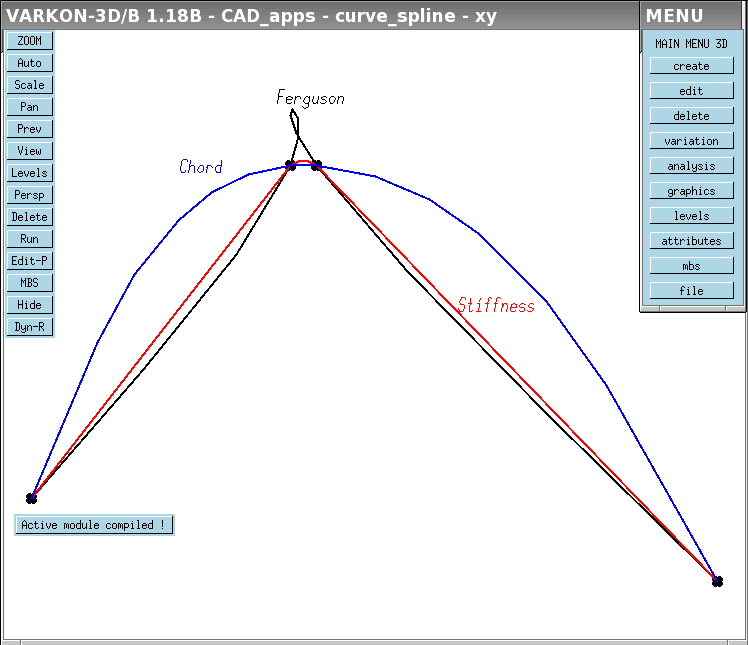 VARKON-3D/B 1.18B - CAD_apps - curve_spline - xy
MENU
ZOOM
Auto
Scale
Pan
Prev
View
Levels
Persp
Delete
Run
Edit-P
MBS
Hide
Dyn-R
MAIN MENU 3D
create
edit
delete
variation
analysis
graphics
levels
attributes
mbs
file
Ferguson
Chord
Stiffness
Active module compiled !